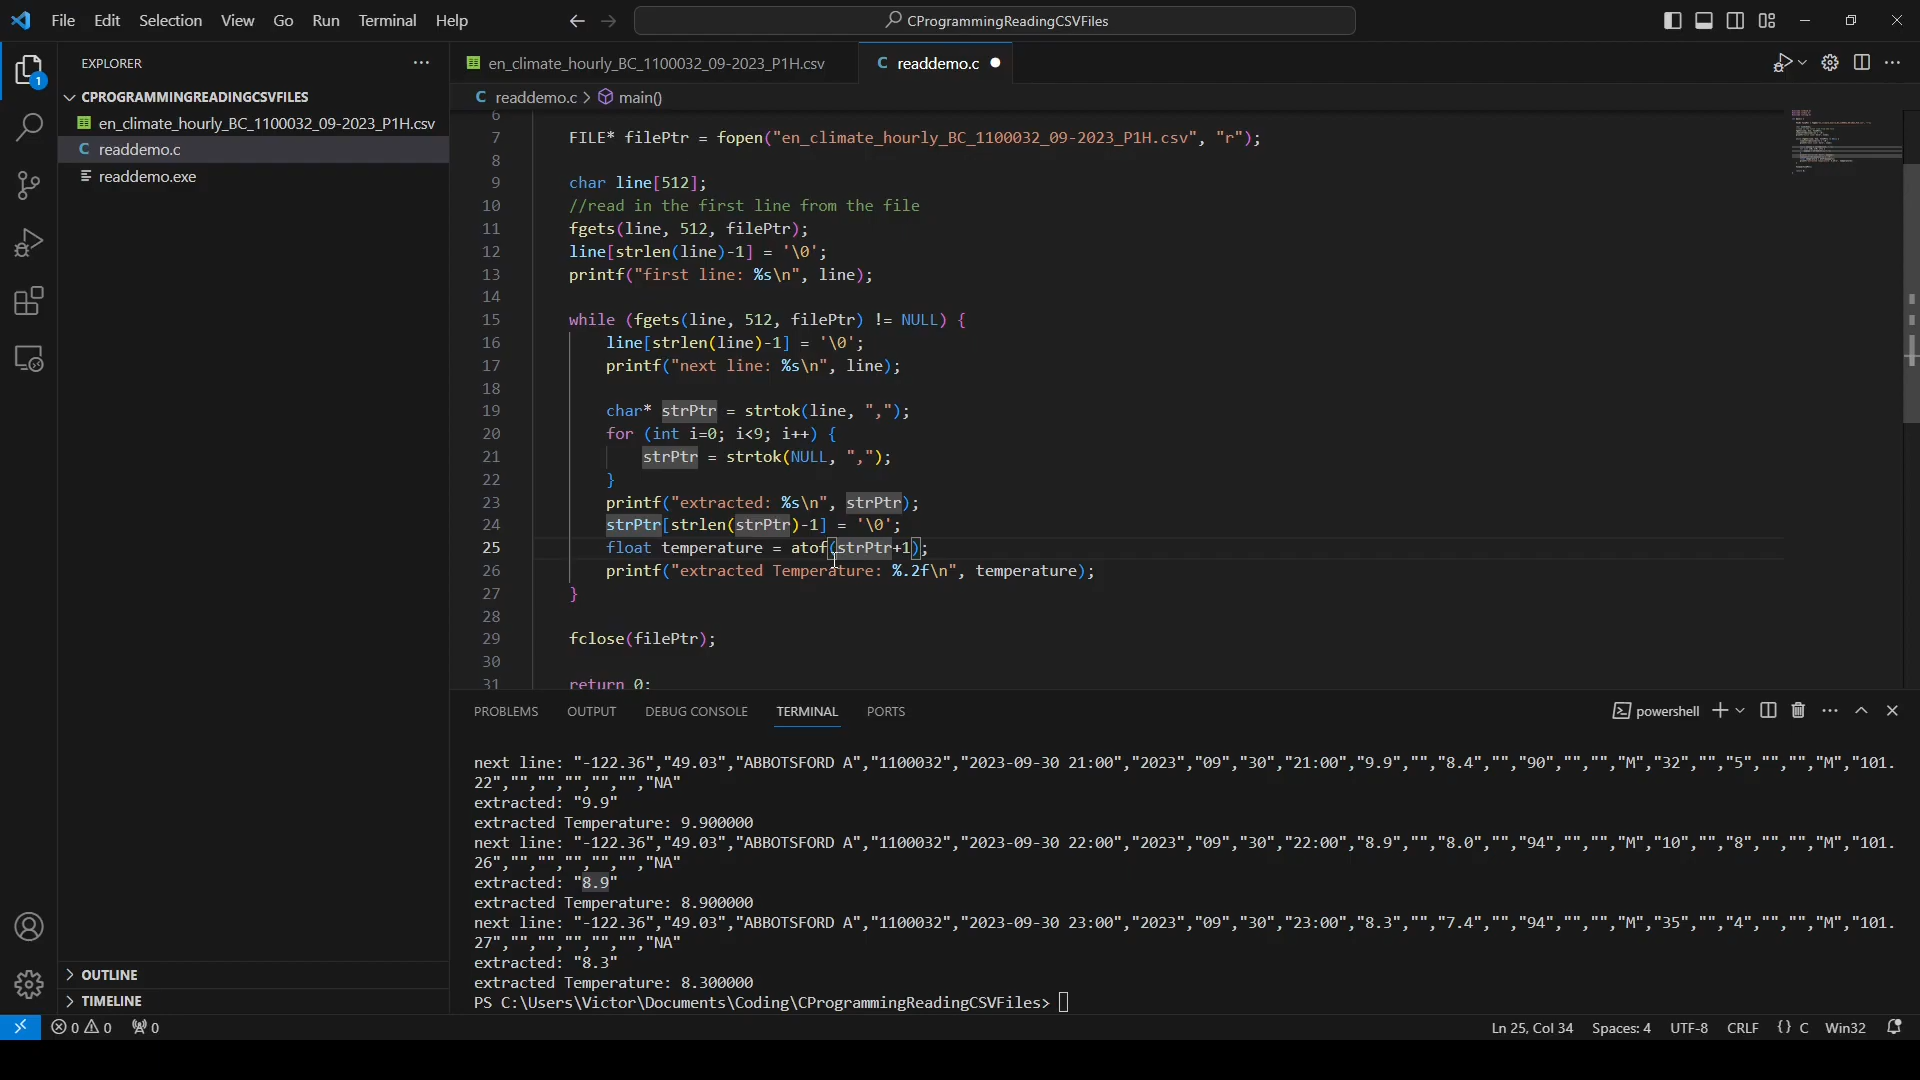 File Edit Selection View Go Run Terminal Help
CProgrammingReadingCSVFiles
EXPLORER
CPROGRAMMINGREADINGCSVFILES
en_climate_hourly_BC_1100032_09-2023_P1H.csv
C readdemo.c
readdemo.exe
1
OUTLINE
TIMELINE
en_climate_hourly_BC_1100032_09-2023_P1H.csv
C readdemo.c
C readdemo.c > main()
6
7 FILE* filePtr = fopen("en_climate_hourly_BC_1100032_09-2023_P1H.csv", "r");
8
9 char line[512];
10 //read in the first line from the file
11 fgets(line, 512, filePtr);
12 line[strlen(line)-1] = '\0';
13 printf("first line: %s\n", line);
14
15 while (fgets(line, 512, filePtr) != NULL) {
16 line[strlen(line)-1] = '\0';
17 printf("next line: %s\n", line);
18
19 char* strPtr = strtok(line, ",");
20 for (int i=0; i<9; i++) {
21 strPtr = strtok(NULL, ",");
22 }
23 printf("extracted: %s\n", strPtr);
24 strPtr[strlen(strPtr)-1] = '\0';
25 float temperature = atof(strPtr+1);
26 printf("extracted Temperature: %.2f\n", temperature);
27 }
28
29 fclose(filePtr);
30
31 return 0;
PROBLEMS OUTPUT DEBUG CONSOLE TERMINAL PORTS
powershell
next line: "-122.36","49.03","ABBOTSFORD A","1100032","2023-09-30 21:00","2023","09","30","21:00","9.9","","8.4","","90","","","M","32","","5","","","M","101.
22","","","","","","NA"
extracted: "9.9"
extracted Temperature: 9.900000
next line: "-122.36","49.03","ABBOTSFORD A","1100032","2023-09-30 22:00","2023","09","30","22:00","8.9","","8.0","","94","","","M","10","","8","","","M","101.
26","","","","","","NA"
extracted: "8.9"
extracted Temperature: 8.900000
next line: "-122.36","49.03","ABBOTSFORD A","1100032","2023-09-30 23:00","2023","09","30","23:00","8.3","","7.4","","94","","","M","35","","4","","","M","101.
27","","","","","","NA"
extracted: "8.3"
extracted Temperature: 8.300000
PS C:\Users\Victor\Documents\Coding\CProgrammingReadingCSVFiles>
0 0 0
Ln 25, Col 34 Spaces: 4 UTF-8 CRLF {} C Win32